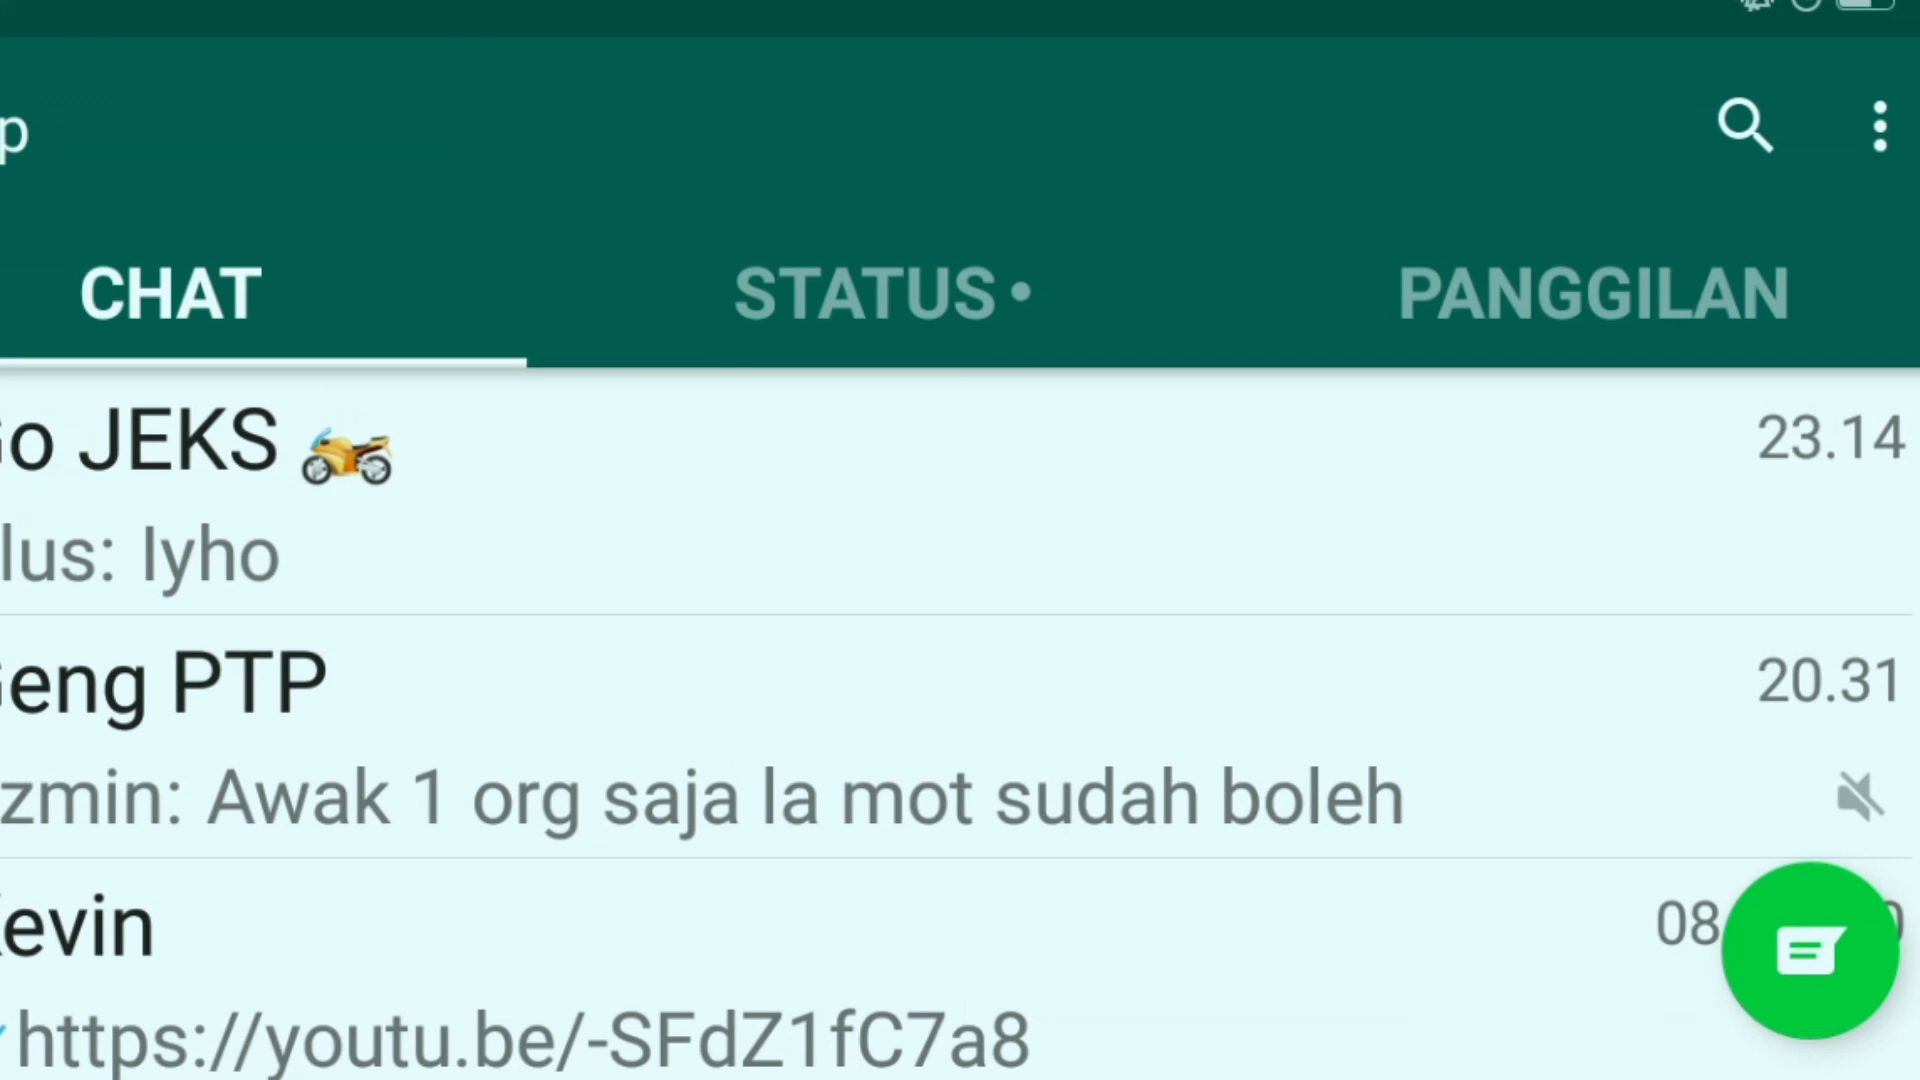 p
CHAT STATUS• PANGGILAN
o JEKS 🏍 23.14
lus: Iyho
eng PTP 20.31
zmin: Awak 1 org saja la mot sudah boleh
evin 08
https://youtu.be/-SFdZ1fC7a8